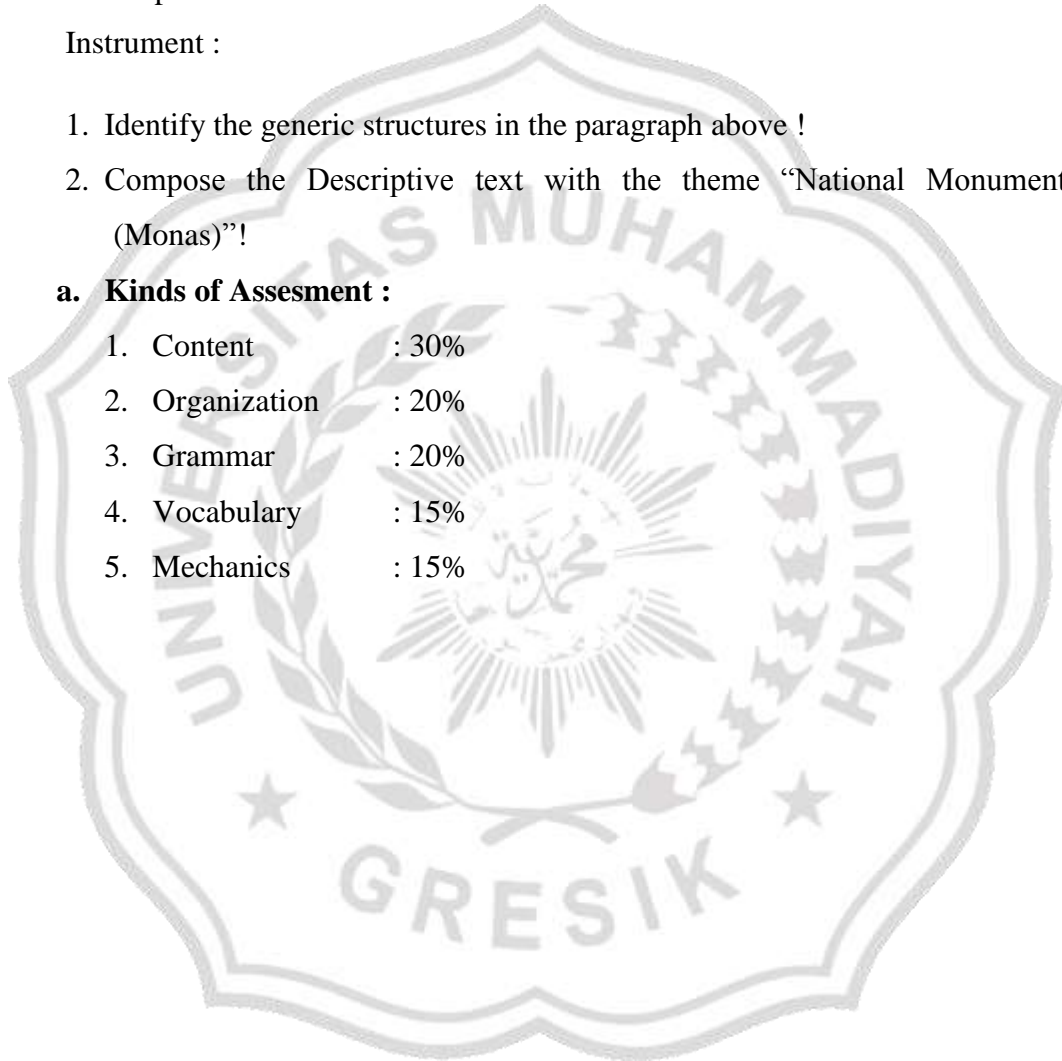 Instrument :
1. Identify the generic structures in the paragraph above !
2. Compose the Descriptive text with the theme “National Monument
(Monas)”!
a. Kinds of Assesment :
1. Content : 30%
2. Organization : 20%
3. Grammar : 20%
4. Vocabulary : 15%
5. Mechanics : 15%
UNIVERSITAS MUHAMMADIYAH
GRESIK